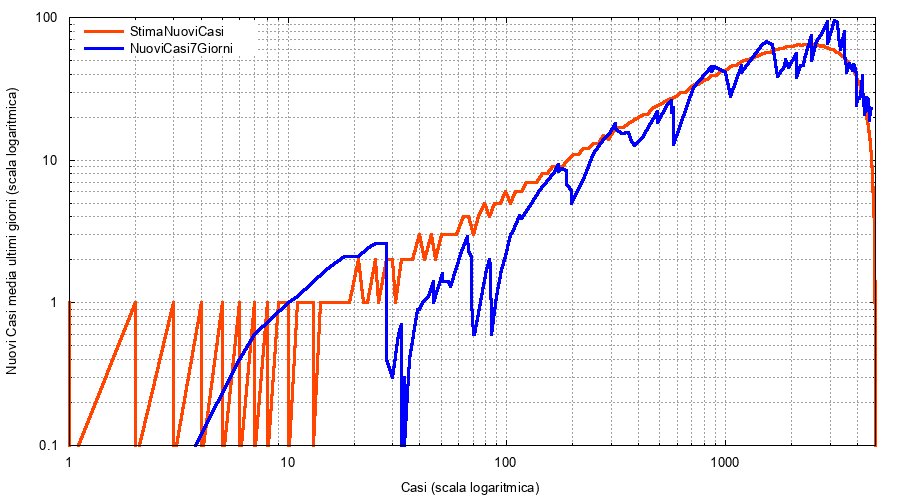 100
10
1
0.1
1
10
100
1000
StimaNuoviCasi
NuoviCasi7Giorni
Nuovi Casi media ultimi giorni (scala logaritmica)
Casi (scala logaritmica)